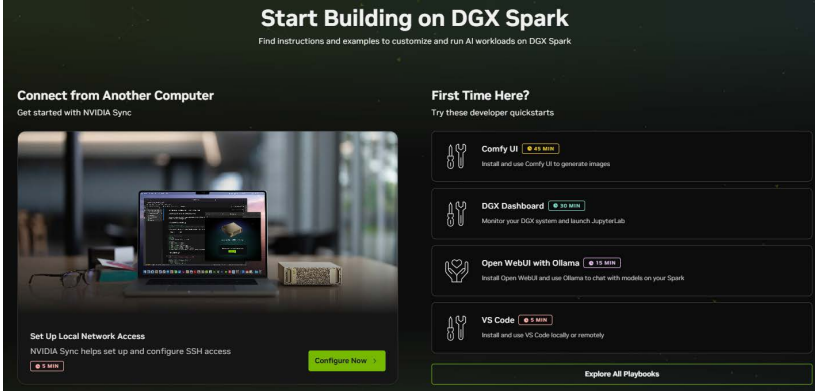 Start Building on DGX Spark
Find instructions and examples to customize and run AI workloads on DGX Spark
Connect from Another Computer
Get started with NVIDIA Sync
Set Up Local Network Access
NVIDIA Sync helps set up and configure SSH access
5 MIN
Configure Now >
First Time Here?
Try these developer quickstarts
Comfy UI 45 MIN
Install and use Comfy UI to generate images
DGX Dashboard 30 MIN
Monitor your DGX system and launch JupyterLab
Open WebUI with Ollama 15 MIN
Install Open WebUI and use Ollama to chat with models on your Spark
VS Code 5 MIN
Install and use VS Code locally or remotely
Explore All Playbooks